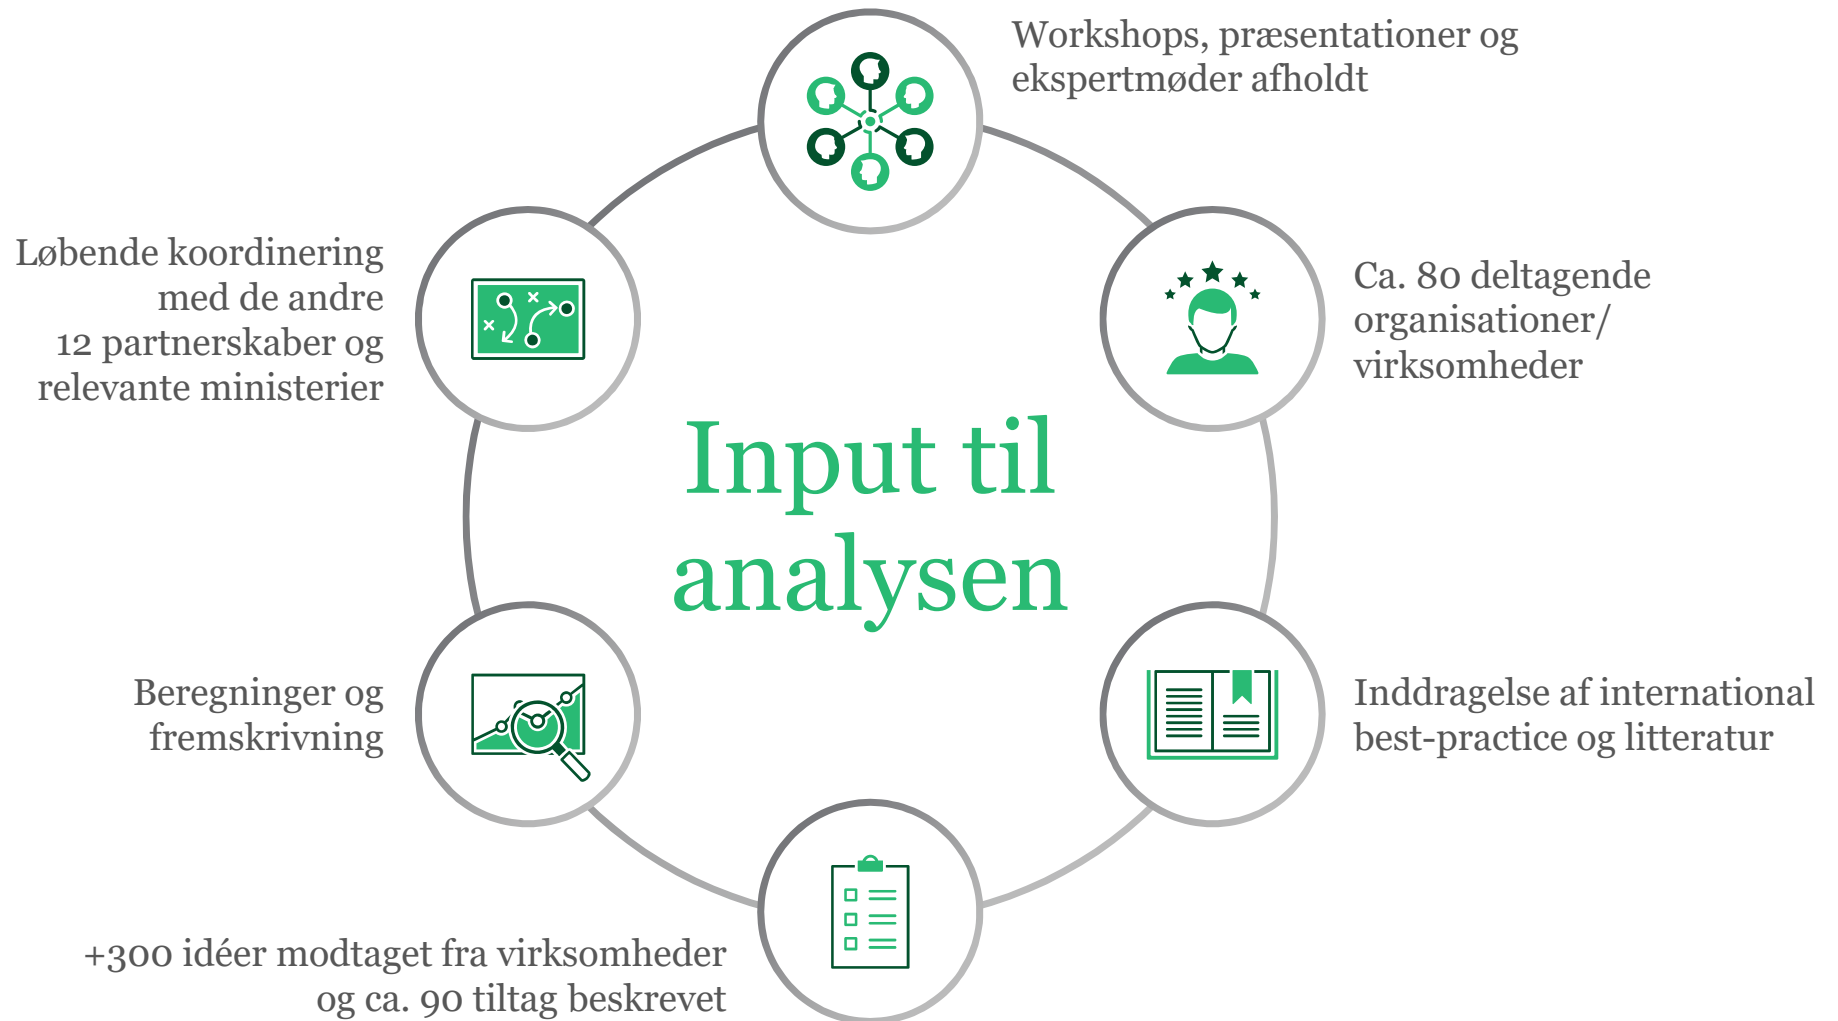 Workshops, præsentationer og
ekspertmøder afholdt
Ca. 80 deltagende
organisationer/
virksomheder
Inddragelse af international
best-practice og litteratur
+300 idéer modtaget fra virksomheder
og ca. 90 tiltag beskrevet
Beregninger og
fremskrivning
Løbende koordinering
med de andre
12 partnerskaber og
relevante ministerier
Input til
analysen